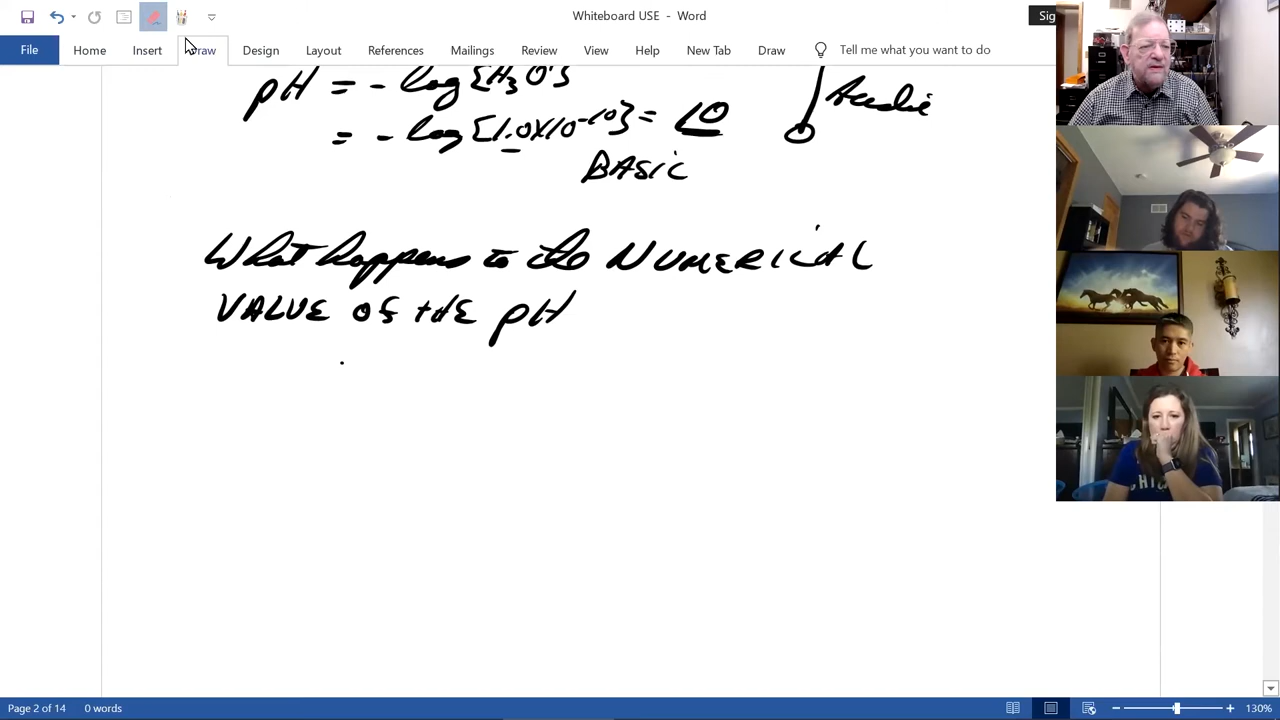 Whiteboard USE - Word
Sig
File Home Insert Draw Design Layout References Mailings Review View Help New Tab Draw Tell me what you want to do
pH = - log [H3O+]
= - log [1.0x10-10] = 10
Acidic
0
BASIC
What happens to the NUMERICAL
VALUE OF tHE pH
CHIC
Page 2 of 14 0 words
130%